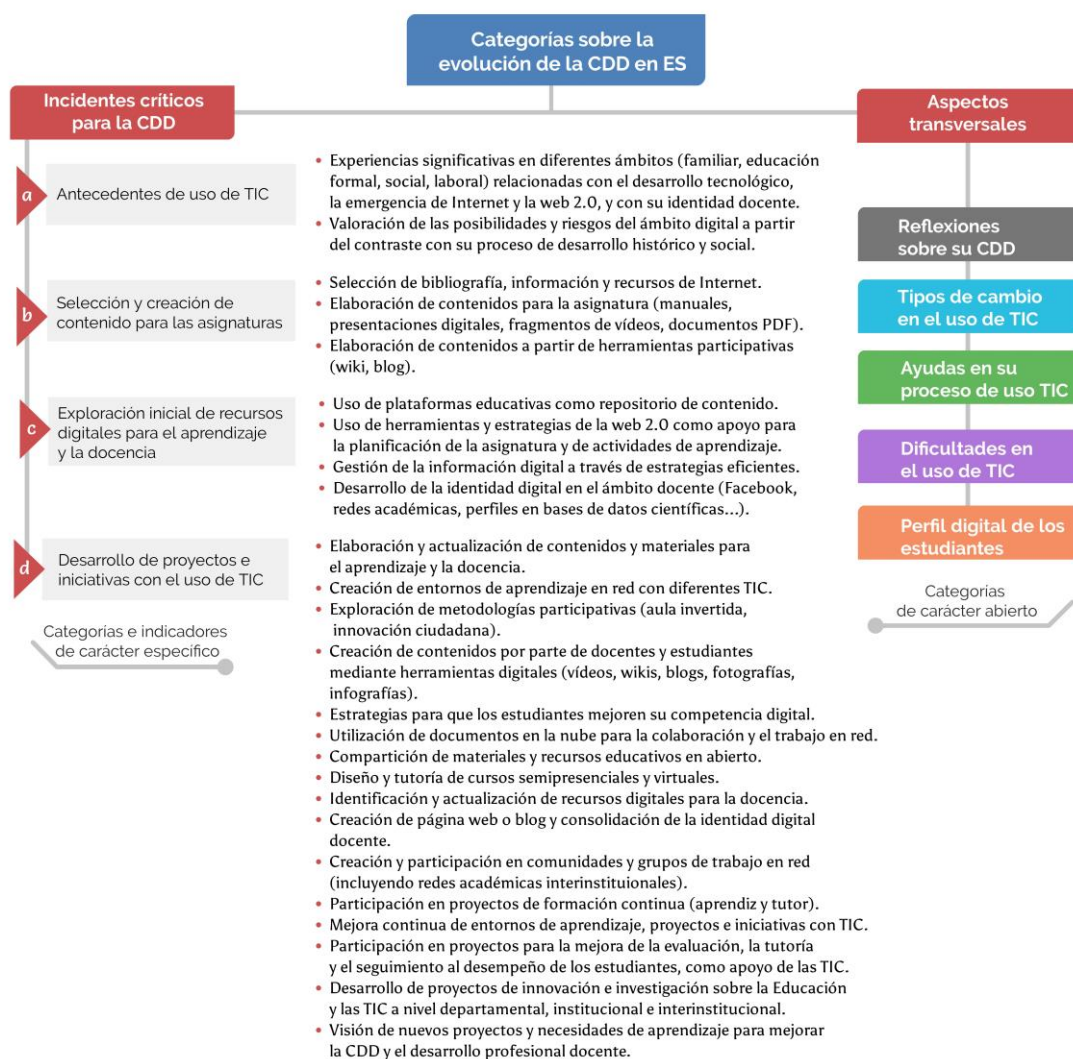 Categorías sobre la
evolución de la CDD en ES
Incidentes críticos
para la CDD
a
Antecedentes de uso de TIC
• Experiencias significativas en diferentes ámbitos (familiar, educación
formal, social, laboral) relacionadas con el desarrollo tecnológico,
la emergencia de Internet y la web 2.0, y con su identidad docente.
• Valoración de las posibilidades y riesgos del ámbito digital a partir
del contraste con su proceso de desarrollo histórico y social.
b
Selección y creación de
contenido para las asignaturas
• Selección de bibliografía, información y recursos de Internet.
• Elaboración de contenidos para la asignatura (manuales,
presentaciones digitales, fragmentos de vídeos, documentos PDF).
• Elaboración de contenidos a partir de herramientas participativas
(wiki, blog).
c
Exploración inicial de recursos
digitales para el aprendizaje
y la docencia
• Uso de plataformas educativas como repositorio de contenido.
• Uso de herramientas y estrategias de la web 2.0 como apoyo para
la planificación de la asignatura y de actividades de aprendizaje.
• Gestión de la información digital a través de estrategias eficientes.
• Desarrollo de la identidad digital en el ámbito docente (Facebook,
redes académicas, perfiles en bases de datos científicas...).
d
Desarrollo de proyectos e
iniciativas con el uso de TIC
• Elaboración y actualización de contenidos y materiales para
el aprendizaje y la docencia.
• Creación de entornos de aprendizaje en red con diferentes TIC.
• Exploración de metodologías participativas (aula invertida,
innovación ciudadana).
• Creación de contenidos por parte de docentes y estudiantes
mediante herramientas digitales (vídeos, wikis, blogs, fotografías,
infografías).
• Estrategias para que los estudiantes mejoren su competencia digital.
• Utilización de documentos en la nube para la colaboración y el trabajo en red.
• Compartición de materiales y recursos educativos en abierto.
• Diseño y tutoría de cursos semipresenciales y virtuales.
• Identificación y actualización de recursos digitales para la docencia.
• Creación de página web o blog y consolidación de la identidad digital
docente.
• Creación y participación en comunidades y grupos de trabajo en red
(incluyendo redes académicas interinstituionales).
• Participación en proyectos de formación continua (aprendiz y tutor).
• Mejora continua de entornos de aprendizaje, proyectos e iniciativas con TIC.
• Participación en proyectos para la mejora de la evaluación, la tutoría
y el seguimiento al desempeño de los estudiantes, como apoyo de las TIC.
• Desarrollo de proyectos de innovación e investigación sobre la Educación
y las TIC a nivel departamental, institucional e interinstitucional.
• Visión de nuevos proyectos y necesidades de aprendizaje para mejorar
la CDD y el desarrollo profesional docente.
Categorías e indicadores
de carácter específico
Aspectos
transversales
Reflexiones
sobre su CDD
Tipos de cambio
en el uso de TIC
Ayudas en su
proceso de uso TIC
Dificultades en
el uso de TIC
Perfil digital de los
estudiantes
Categorías
de carácter abierto